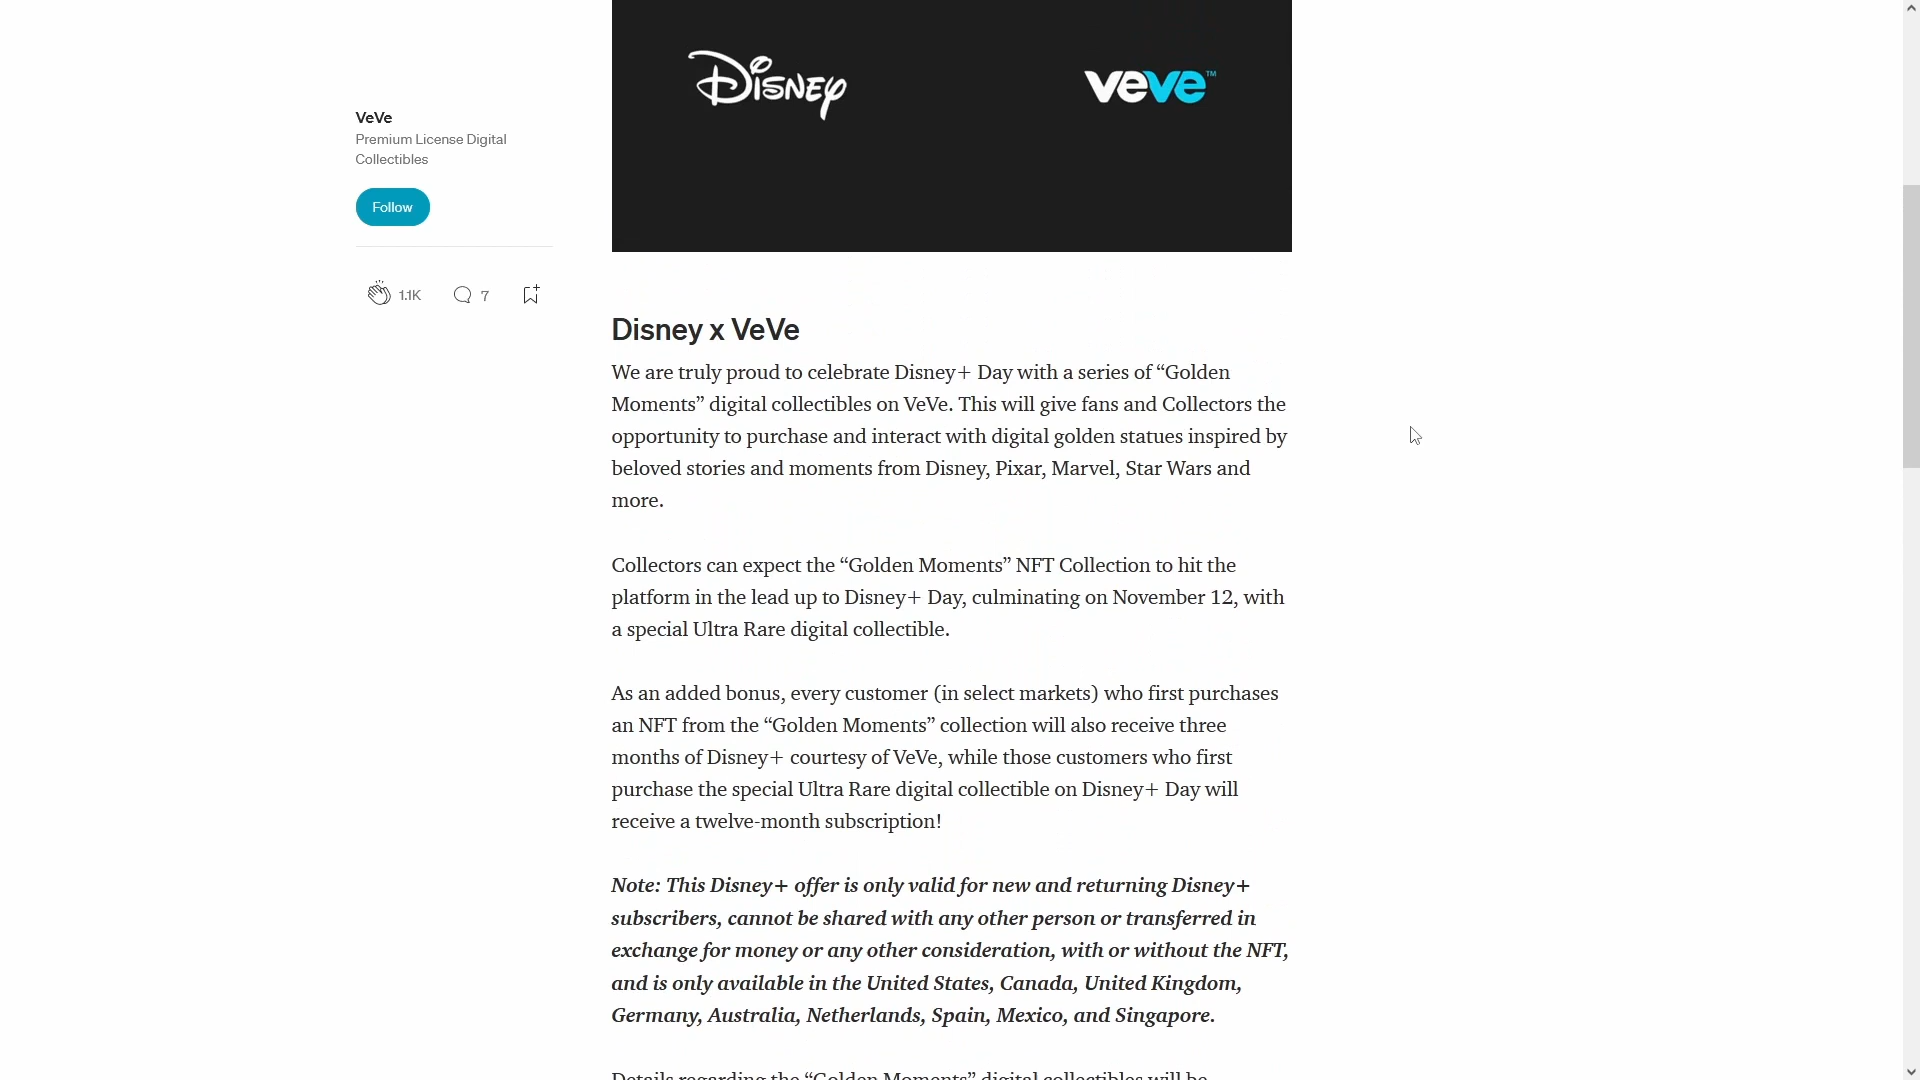 Disney
veve™
VeVe
Premium License Digital
Collectibles
Follow
1.1K
7
Disney x VeVe
We are truly proud to celebrate Disney+ Day with a series of “Golden
Moments” digital collectibles on VeVe. This will give fans and Collectors the
opportunity to purchase and interact with digital golden statues inspired by
beloved stories and moments from Disney, Pixar, Marvel, Star Wars and
more.
Collectors can expect the “Golden Moments” NFT Collection to hit the
platform in the lead up to Disney+ Day, culminating on November 12, with
a special Ultra Rare digital collectible.
As an added bonus, every customer (in select markets) who first purchases
an NFT from the “Golden Moments” collection will also receive three
months of Disney+ courtesy of VeVe, while those customers who first
purchase the special Ultra Rare digital collectible on Disney+ Day will
receive a twelve-month subscription!
Note: This Disney+ offer is only valid for new and returning Disney+
subscribers, cannot be shared with any other person or transferred in
exchange for money or any other consideration, with or without the NFT,
and is only available in the United States, Canada, United Kingdom,
Germany, Australia, Netherlands, Spain, Mexico, and Singapore.
Details regarding the “Golden Moments” digital collectibles will be